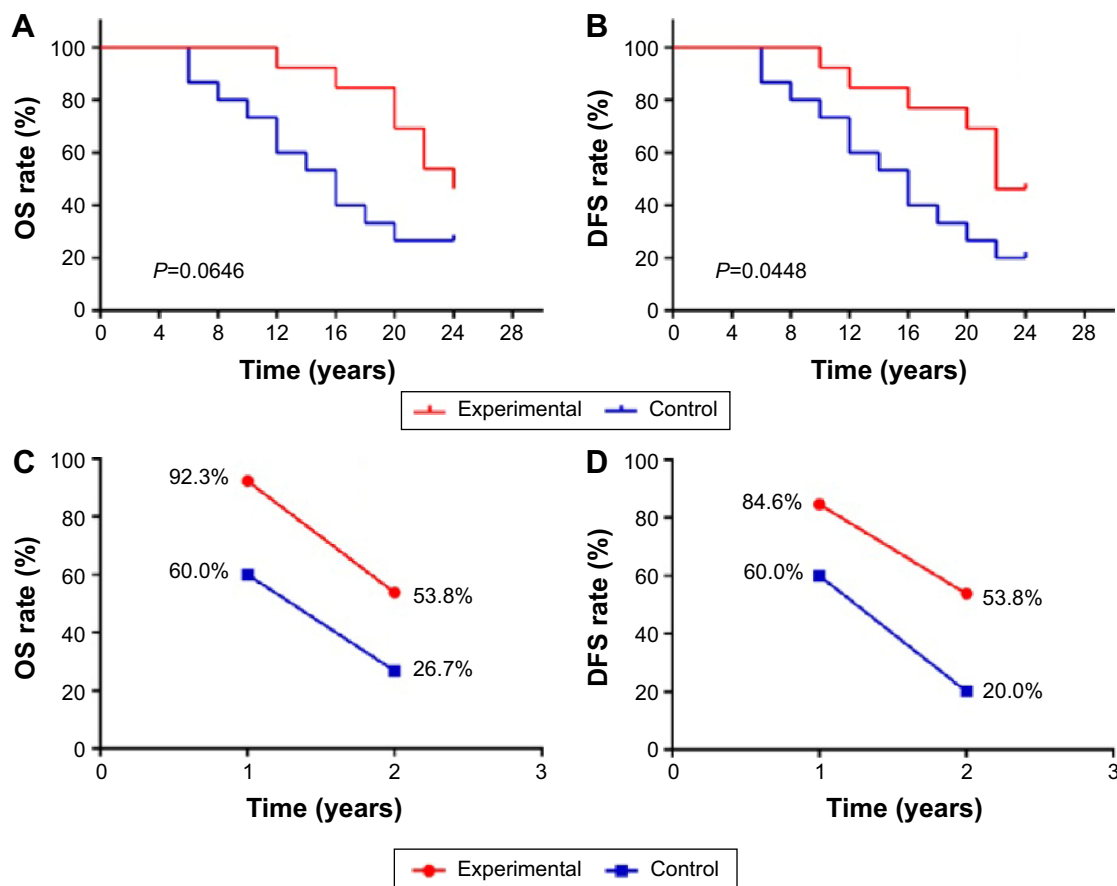 A
OS rate (%)
100
80
60
40
20
0
P=0.0646
0 4 8 12 16 20 24 28
Time (years)
B
DFS rate (%)
100
80
60
40
20
0
P=0.0448
0 4 8 12 16 20 24 28
Time (years)
Experimental Control
C
OS rate (%)
100
80
60
40
20
0
92.3%
60.0%
53.8%
26.7%
0 1 2 3
Time (years)
D
DFS rate (%)
100
80
60
40
20
0
84.6%
60.0%
53.8%
20.0%
0 1 2 3
Time (years)
Experimental Control